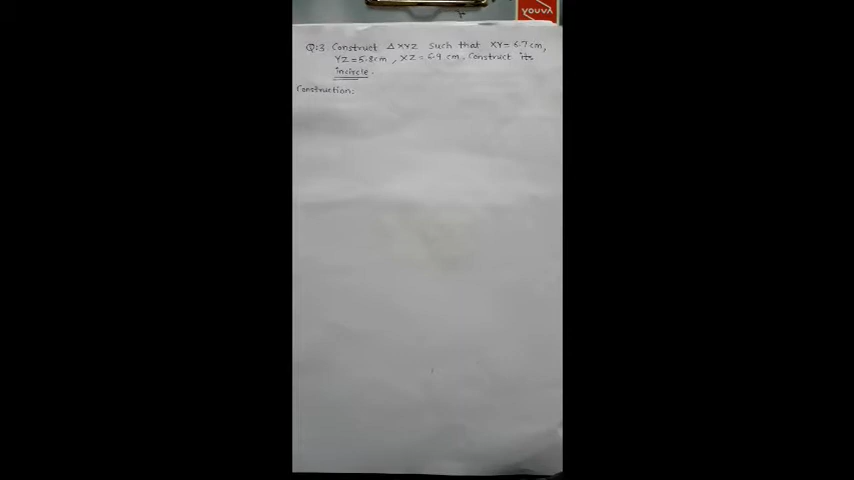 Q:3 Construct Δ XYZ such that XY = 6.7 cm,
YZ = 5.8 cm, XZ = 6.9 cm. Construct its
incircle.
Construction: